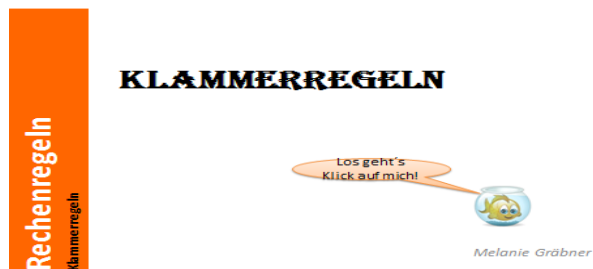 Rechenregeln
Klammerregeln
KLAMMERREGELN
Los geht´s
Klick auf mich!
Melanie Gräbner